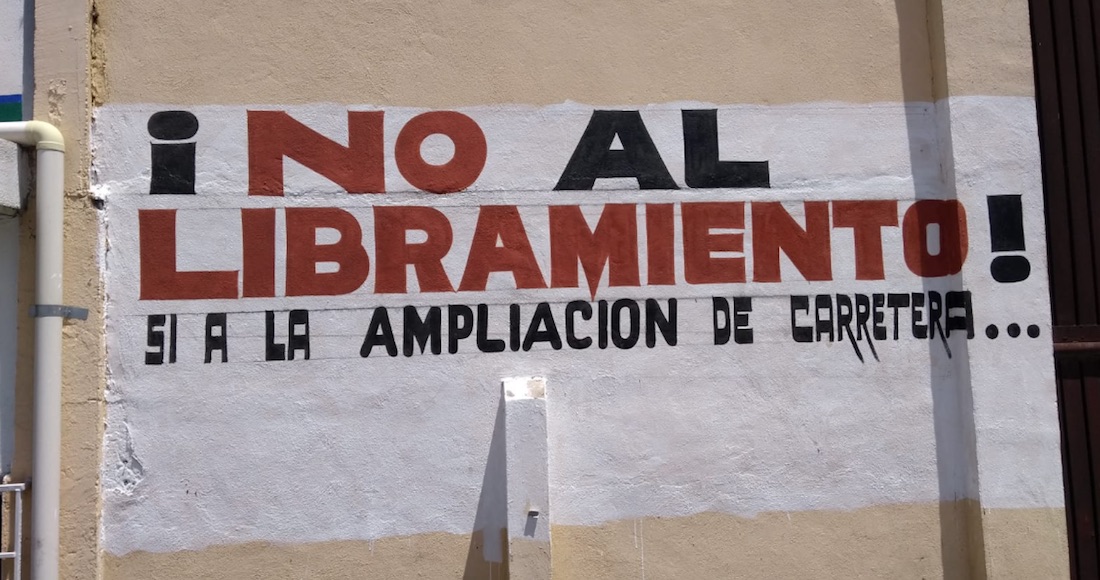 ¡NO AL
LIBRAMIENTO!
SI A LA AMPLIACION DE CARRETERA...